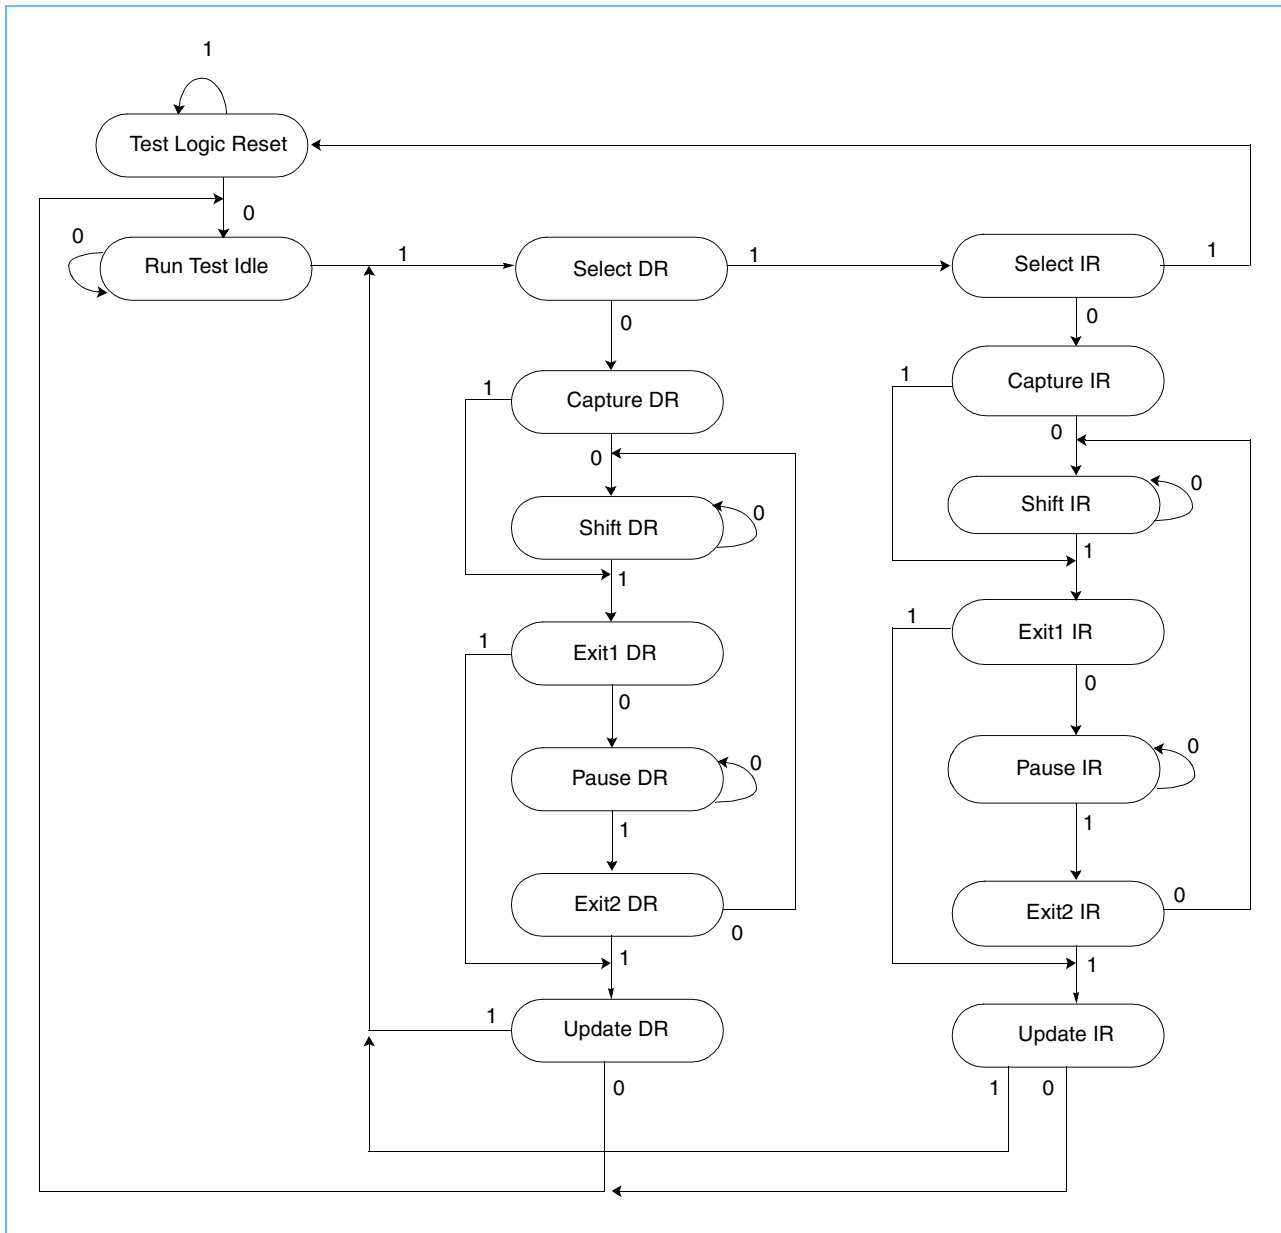 1
Test Logic Reset
0
0
Run Test Idle
1
Select DR
1
Select IR
1
0
0
1
Capture DR
1
Capture IR
0
0
Shift DR
0
Shift IR
0
1
1
1
Exit1 DR
1
Exit1 IR
0
0
Pause DR
0
Pause IR
0
1
1
Exit2 DR
0
Exit2 IR
0
1
1
1
Update DR
Update IR
0
1
0